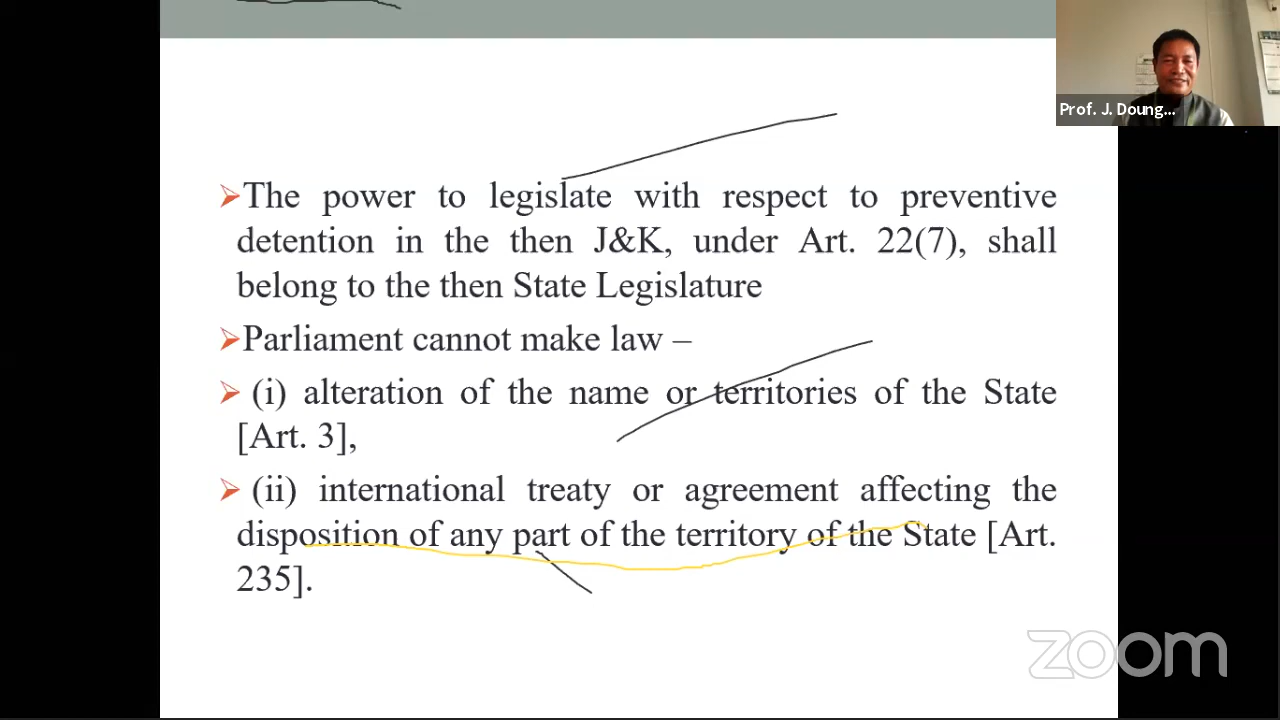 Prof. J. Doung...
➢The power to legislate with respect to preventive
detention in the then J&K, under Art. 22(7), shall
belong to the then State Legislature
➢Parliament cannot make law –
➢ (i) alteration of the name or territories of the State
[Art. 3],
➢ (ii) international treaty or agreement affecting the
disposition of any part of the territory of the State [Art.
235].
zoom